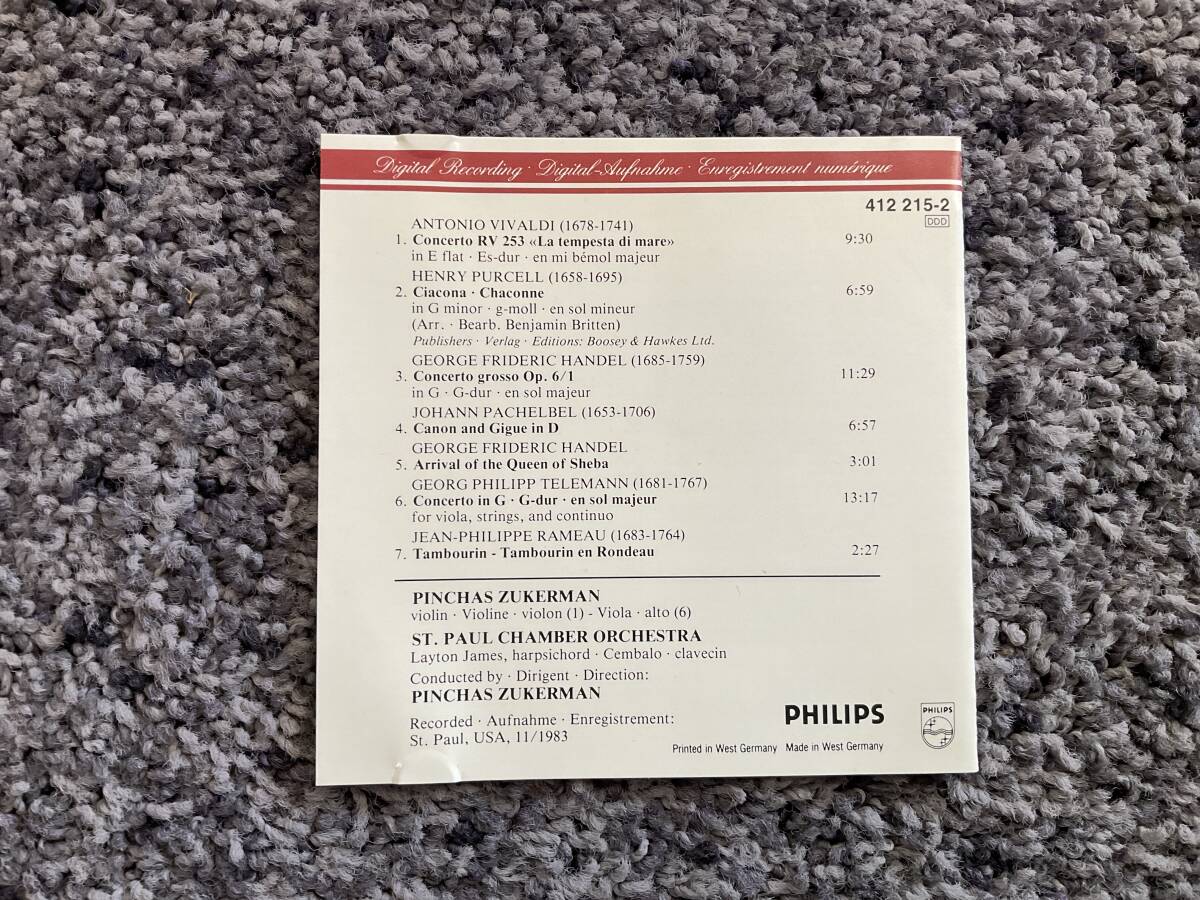 Digital Recording · Digital-Aufnahme · Enregistrement numérique
412 215-2
DDD
ANTONIO VIVALDI (1678-1741)
1. Concerto RV 253 «La tempesta di mare» 9:30
in E flat · Es-dur · en mi bémol majeur
HENRY PURCELL (1658-1695)
2. Ciacona · Chaconne 6:59
in G minor · g-moll · en sol mineur
(Arr. · Bearb. Benjamin Britten)
Publishers · Verlag · Editions: Boosey & Hawkes Ltd.
GEORGE FRIDERIC HANDEL (1685-1759)
3. Concerto grosso Op. 6/1 11:29
in G · G-dur · en sol majeur
JOHANN PACHELBEL (1653-1706)
4. Canon and Gigue in D 6:57
GEORGE FRIDERIC HANDEL
5. Arrival of the Queen of Sheba 3:01
GEORG PHILIPP TELEMANN (1681-1767)
6. Concerto in G · G-dur · en sol majeur 13:17
for viola, strings, and continuo
JEAN-PHILIPPE RAMEAU (1683-1764)
7. Tambourin - Tambourin en Rondeau 2:27
PINCHAS ZUKERMAN
violin · Violine · violon (1) - Viola · alto (6)
ST. PAUL CHAMBER ORCHESTRA
Layton James, harpsichord · Cembalo · clavecin
Conducted by · Dirigent · Direction:
PINCHAS ZUKERMAN
Recorded · Aufnahme · Enregistrement:
St. Paul, USA, 11/1983
PHILIPS
PHILIPS
Printed in West Germany Made in West Germany